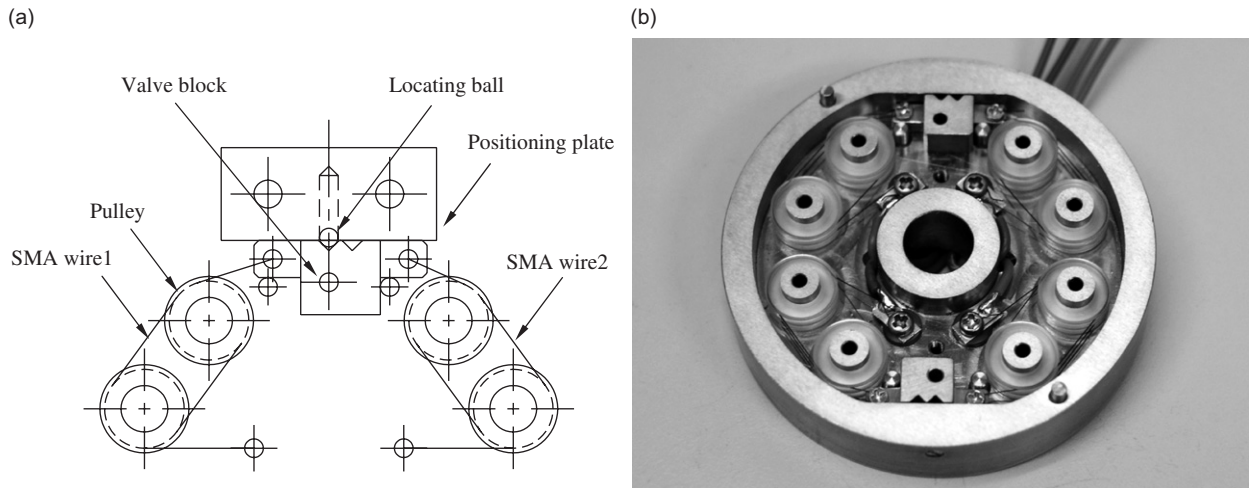 (a)
(b)
Valve block
Locating ball
Positioning plate
Pulley
SMA wire1
SMA wire2